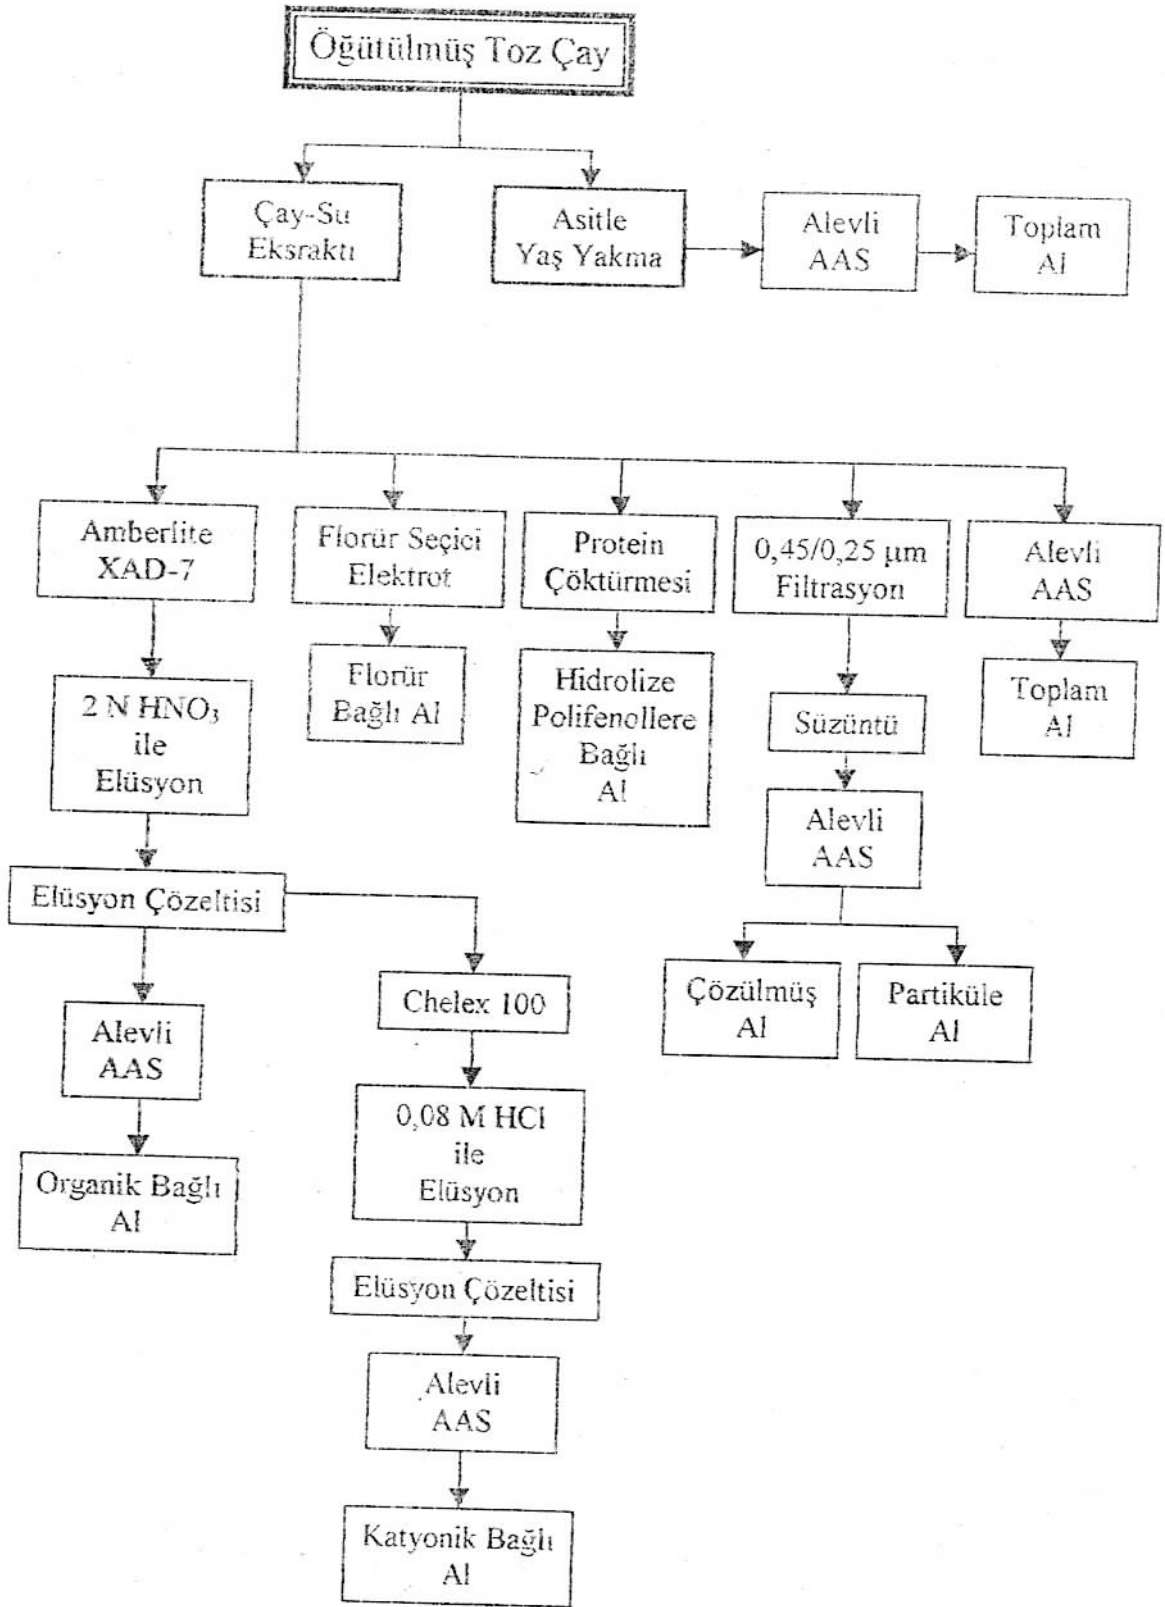 Öğütülmüş Toz Çay
Çay-Su
Eksraktı
Asitle
Yaş Yakma
Alevli
AAS
Toplam
Al
Amberlite
XAD-7
Florür Seçici
Elektrot
Protein
Çöktürmesi
0,45/0,25 µm
Filtrasyon
Alevli
AAS
2 N HNO₃
ile
Elüsyon
Florür
Bağlı Al
Hidrolize
Polifenollere
Bağlı
Al
Süzüntü
Toplam
Al
Alevli
AAS
Elüsyon Çözeltisi
Çözülmüş
Al
Partiküle
Al
Alevli
AAS
Chelex 100
Organik Bağlı
Al
0,08 M HCl
ile
Elüsyon
Elüsyon Çözeltisi
Alevli
AAS
Katyonik Bağlı
Al